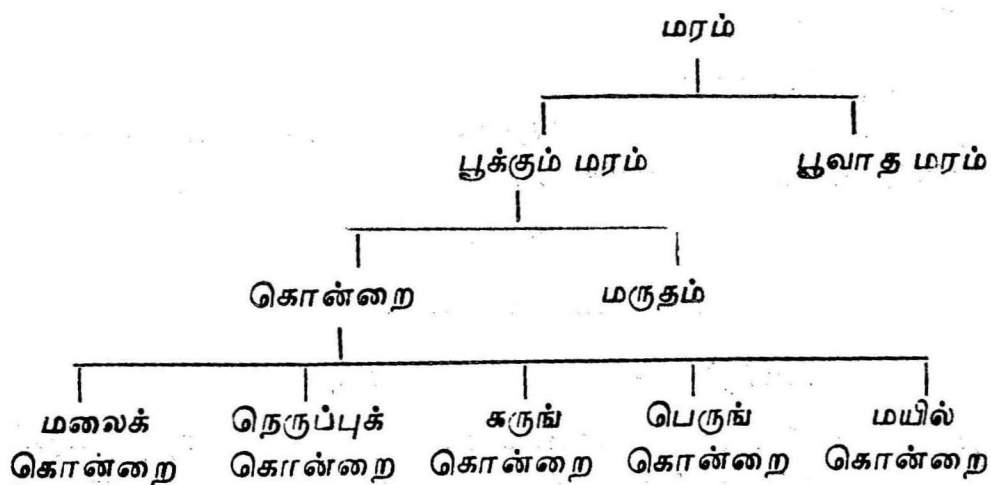 மரம்
பூக்கும் மரம் பூவாத மரம்
கொன்றை மருதம்
மலைக் நெருப்புக் கருங் பெருங் மயில்
கொன்றை கொன்றை கொன்றை கொன்றை கொன்றை